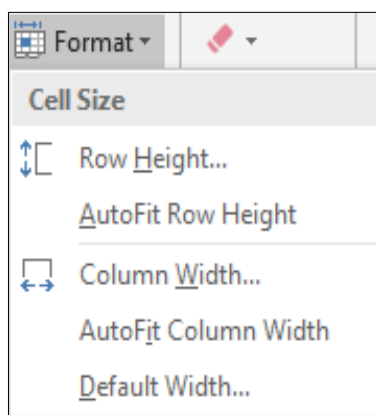 Format
Cell Size
Row Height...
AutoFit Row Height
Column Width...
AutoFit Column Width
Default Width...